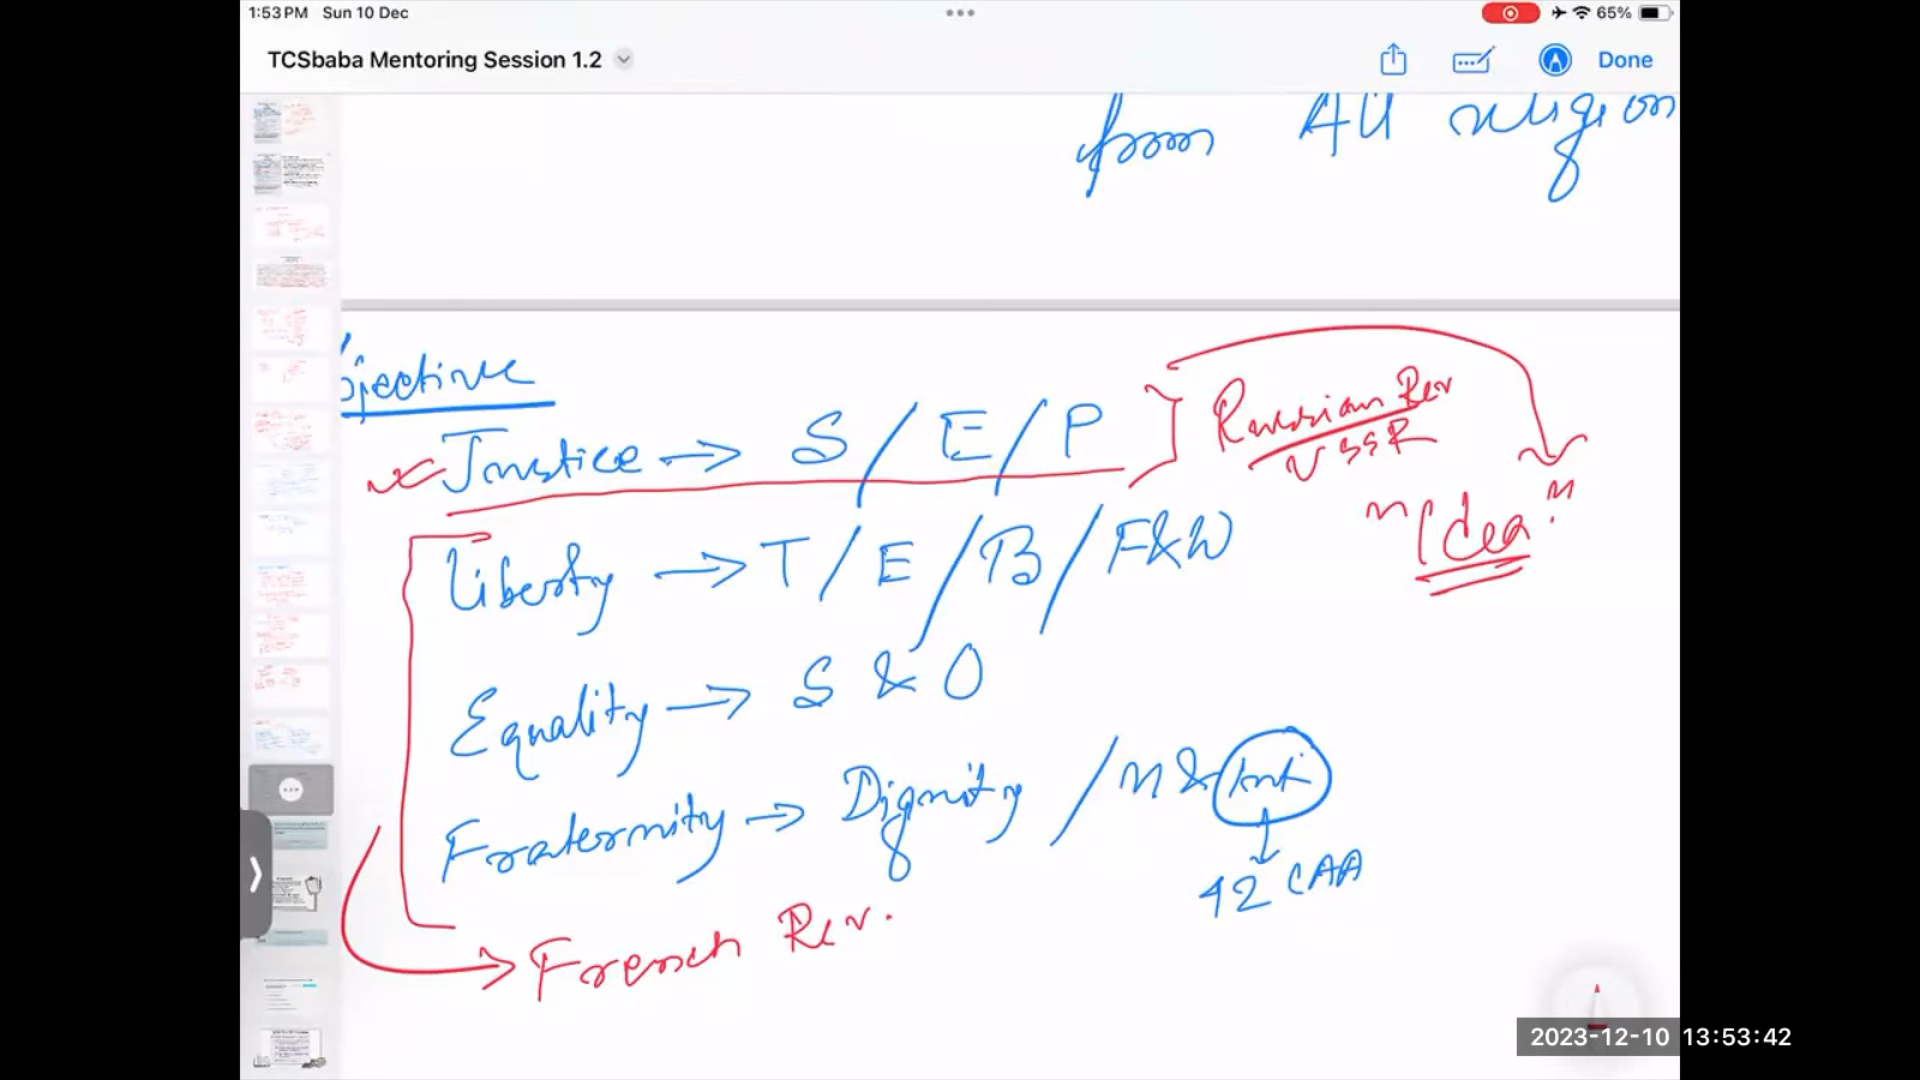 1:53 PM Sun 10 Dec
65%
TCSbaba Mentoring Session 1.2
Done
from All religion
bjective
Justice → S/E/P
Russian Rev
USSR
"Idea"
Liberty → T/E/B/F&W
Equality → S & O
Fraternity → Dignity / U & Int
42 CAA
French Rev.
2023-12-10 13:53:42